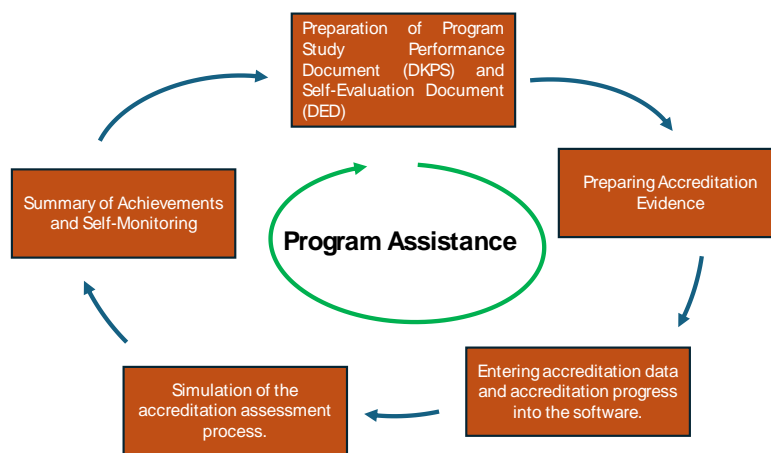 Preparation of Program
Study Performance
Document (DKPS) and
Self-Evaluation Document
(DED)
Preparing Accreditation
Evidence
Summary of Achievements
and Self-Monitoring
Program Assistance
Entering accreditation data
and accreditation progress
into the software.
Simulation of the
accreditation assessment
process.